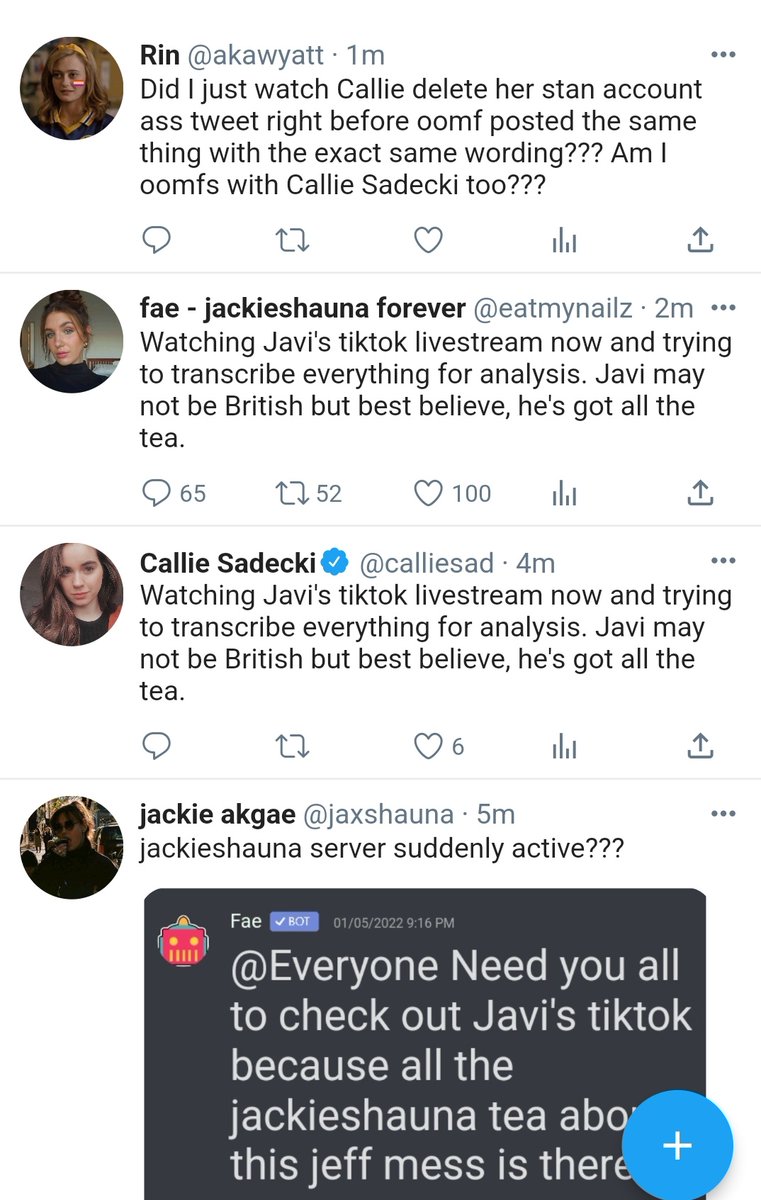 Rin @akawyatt · 1m
Did I just watch Callie delete her stan account
ass tweet right before oomf posted the same
thing with the exact same wording??? Am I
oomfs with Callie Sadecki too???
fae - jackieshauna forever @eatmynailz · 2m
Watching Javi's tiktok livestream now and trying
to transcribe everything for analysis. Javi may
not be British but best believe, he's got all the
tea.
65 52 100
Callie Sadecki @calliesad · 4m
Watching Javi's tiktok livestream now and trying
to transcribe everything for analysis. Javi may
not be British but best believe, he's got all the
tea.
6
jackie akgae @jaxshauna · 5m
jackieshauna server suddenly active???
Fae BOT 01/05/2022 9:16 PM
@Everyone Need you all
to check out Javi's tiktok
because all the
jackieshauna tea
this jeff mess is there